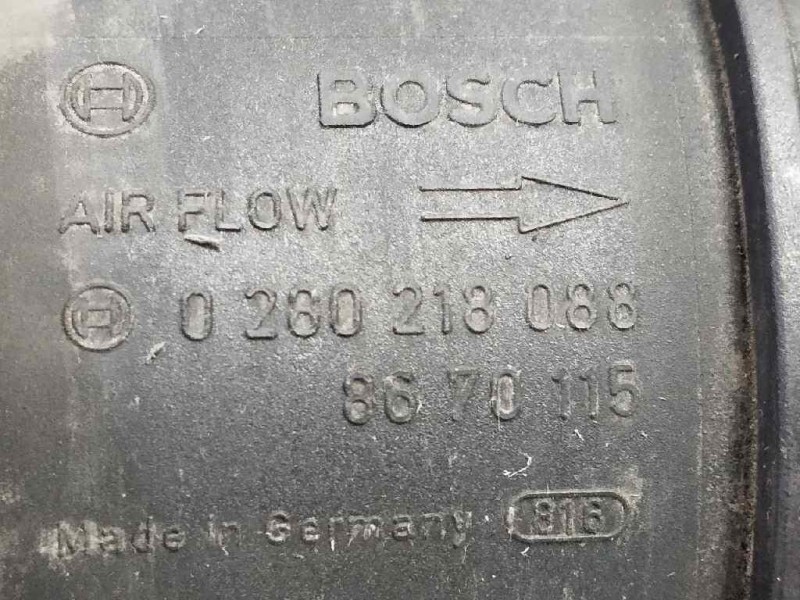 BOSCH
AIR FLOW
0 280 218 088
86 70 115
Made in Germany 816